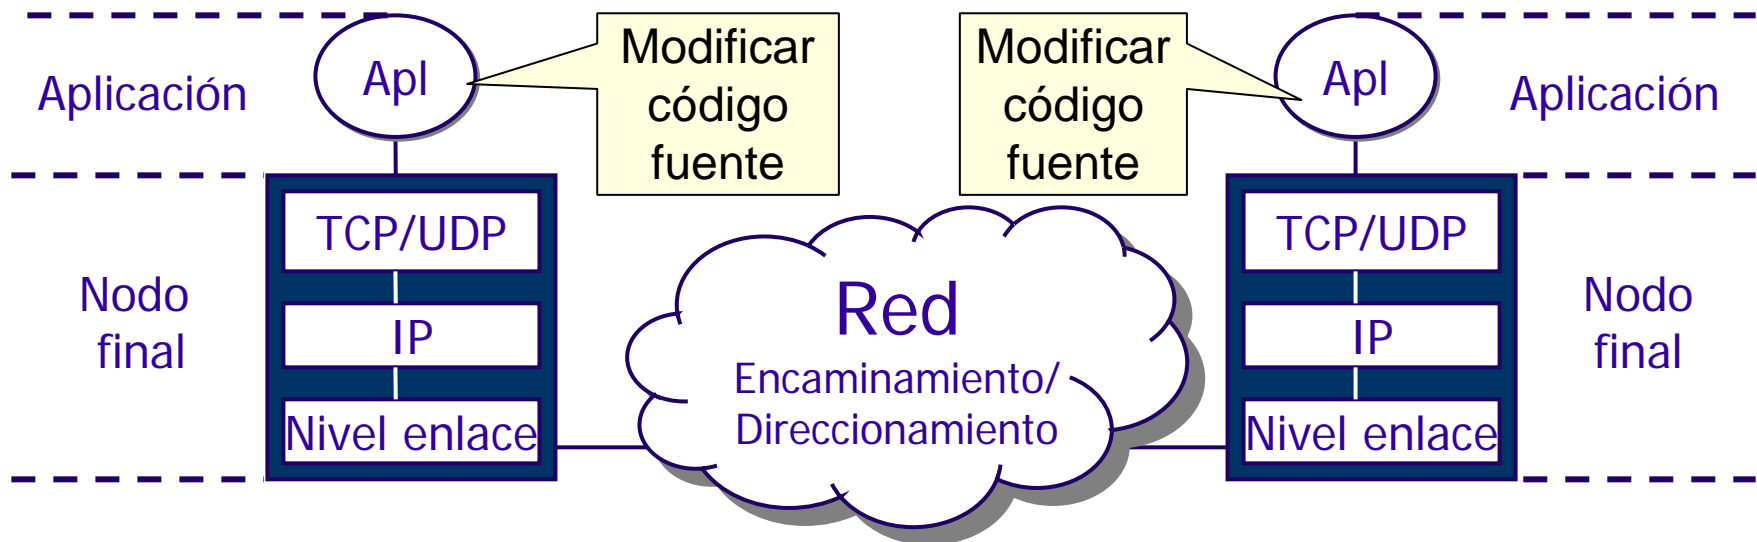 Aplicación
Apl
Modificar
código
fuente
Modificar
código
fuente
Apl
Aplicación
Nodo
final
TCP/UDP
IP
Nivel enlace
Red
Encaminamiento/
Direccionamiento
TCP/UDP
IP
Nivel enlace
Nodo
final